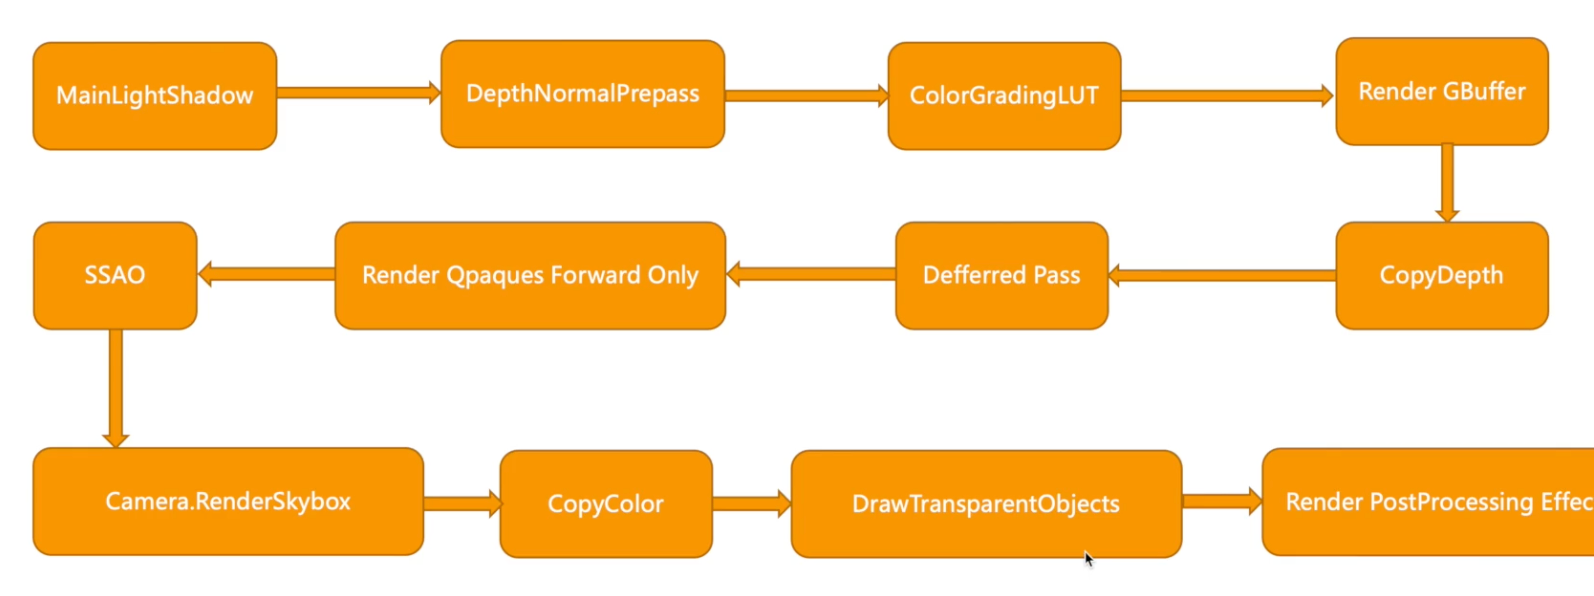 MainLightShadow
DepthNormalPrepass
ColorGradingLUT
Render GBuffer
CopyDepth
Defferred Pass
Render Qpaques Forward Only
SSAO
Camera.RenderSkybox
CopyColor
DrawTransparentObjects
Render PostProcessing Effec